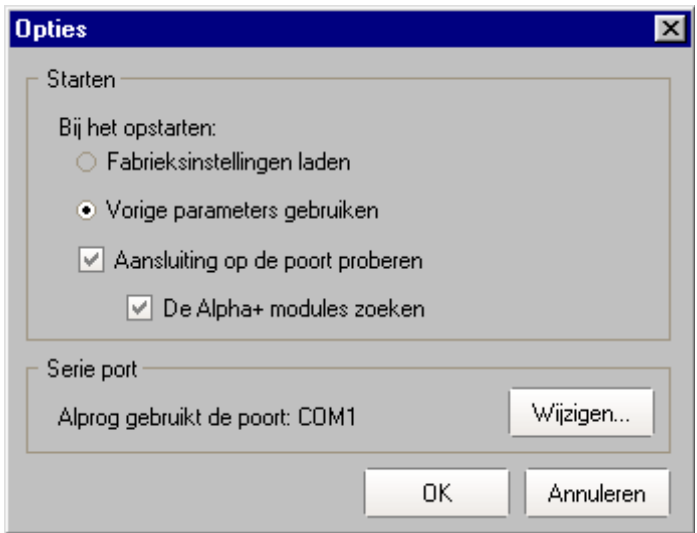 Opties
Starten
Bij het opstarten:
Fabrieksinstellingen laden
Vorige parameters gebruiken
Aansluiting op de poort proberen
De Alpha+ modules zoeken
Serie port
Alprog gebruikt de poort: COM1
Wijzigen...
OK
Annuleren